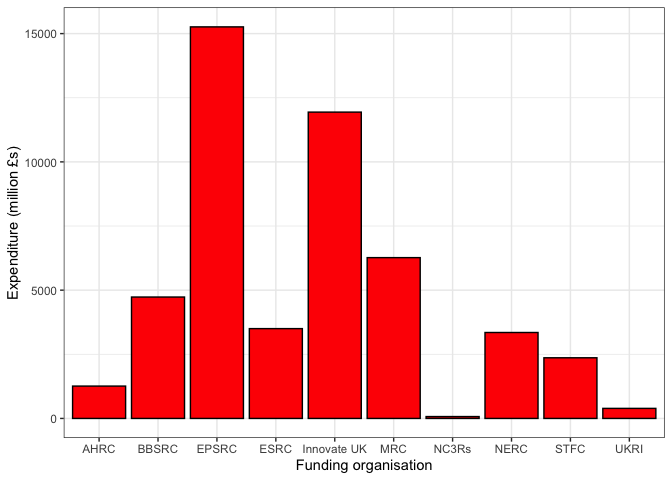 Expenditure (million £s)
15000
10000
5000
0
AHRC BBSRC EPSRC ESRC Innovate UK MRC NC3Rs NERC STFC UKRI
Funding organisation